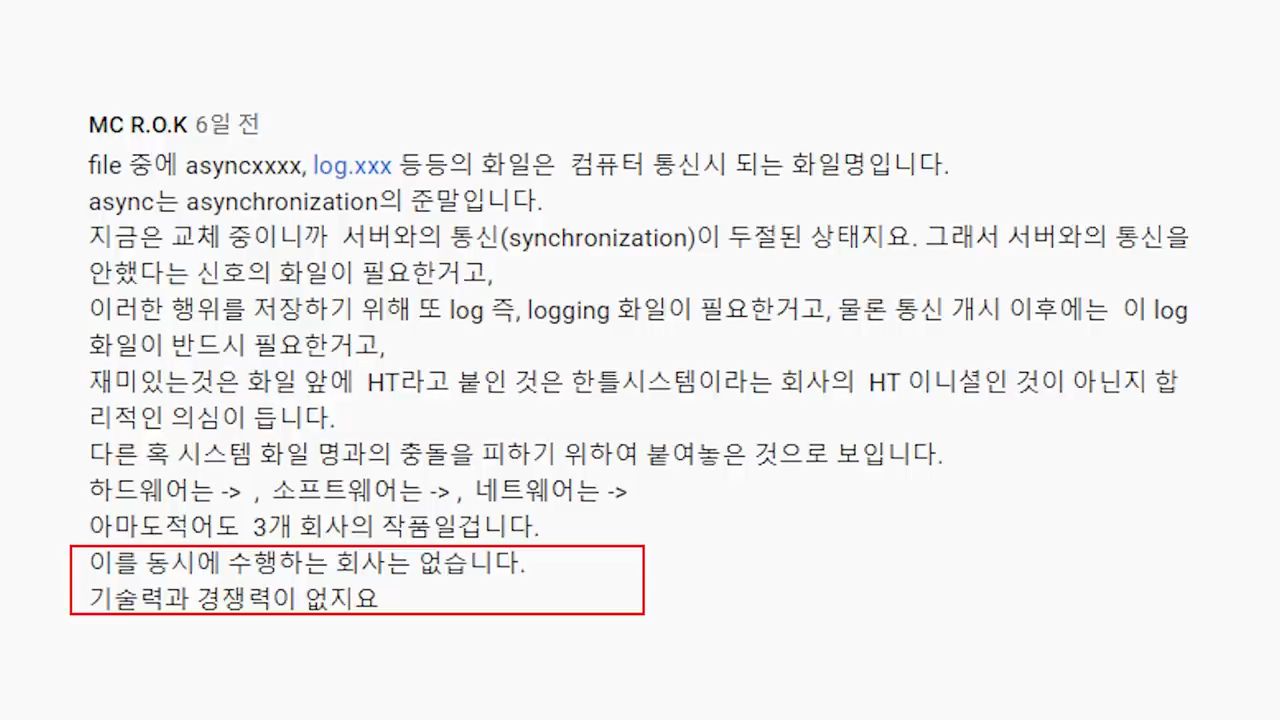 MC R.O.K 6일 전
file 중에 asyncxxxx, log.xxx 등등의 화일은 컴퓨터 통신시 되는 화일명입니다.
async는 asynchronization의 준말입니다.
지금은 교체 중이니까 서버와의 통신(synchronization)이 두절된 상태지요. 그래서 서버와의 통신을
안했다는 신호의 화일이 필요한거고,
이러한 행위를 저장하기 위해 또 log 즉, logging 화일이 필요한거고, 물론 통신 개시 이후에는 이 log
화일이 반드시 필요한거고,
재미있는것은 화일 앞에 HT라고 붙인 것은 한틀시스템이라는 회사의 HT 이니셜인 것이 아닌지 합
리적인 의심이 듭니다.
다른 혹 시스템 화일 명과의 충돌을 피하기 위하여 붙여놓은 것으로 보입니다.
하드웨어는 -> , 소프트웨어는 -> , 네트웨어는 ->
아마도적어도 3개 회사의 작품일겁니다.
이를 동시에 수행하는 회사는 없습니다.
기술력과 경쟁력이 없지요